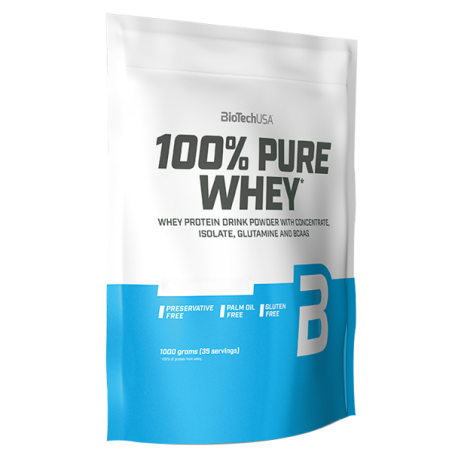 BioTechUSA
100% PURE
WHEY*
WHEY PROTEIN DRINK POWDER WITH CONCENTRATE,
ISOLATE, GLUTAMINE AND BCAAS
PRESERVATIVE FREE
PALM OIL FREE
GLUTEN FREE
B
1000 grams (35 servings)